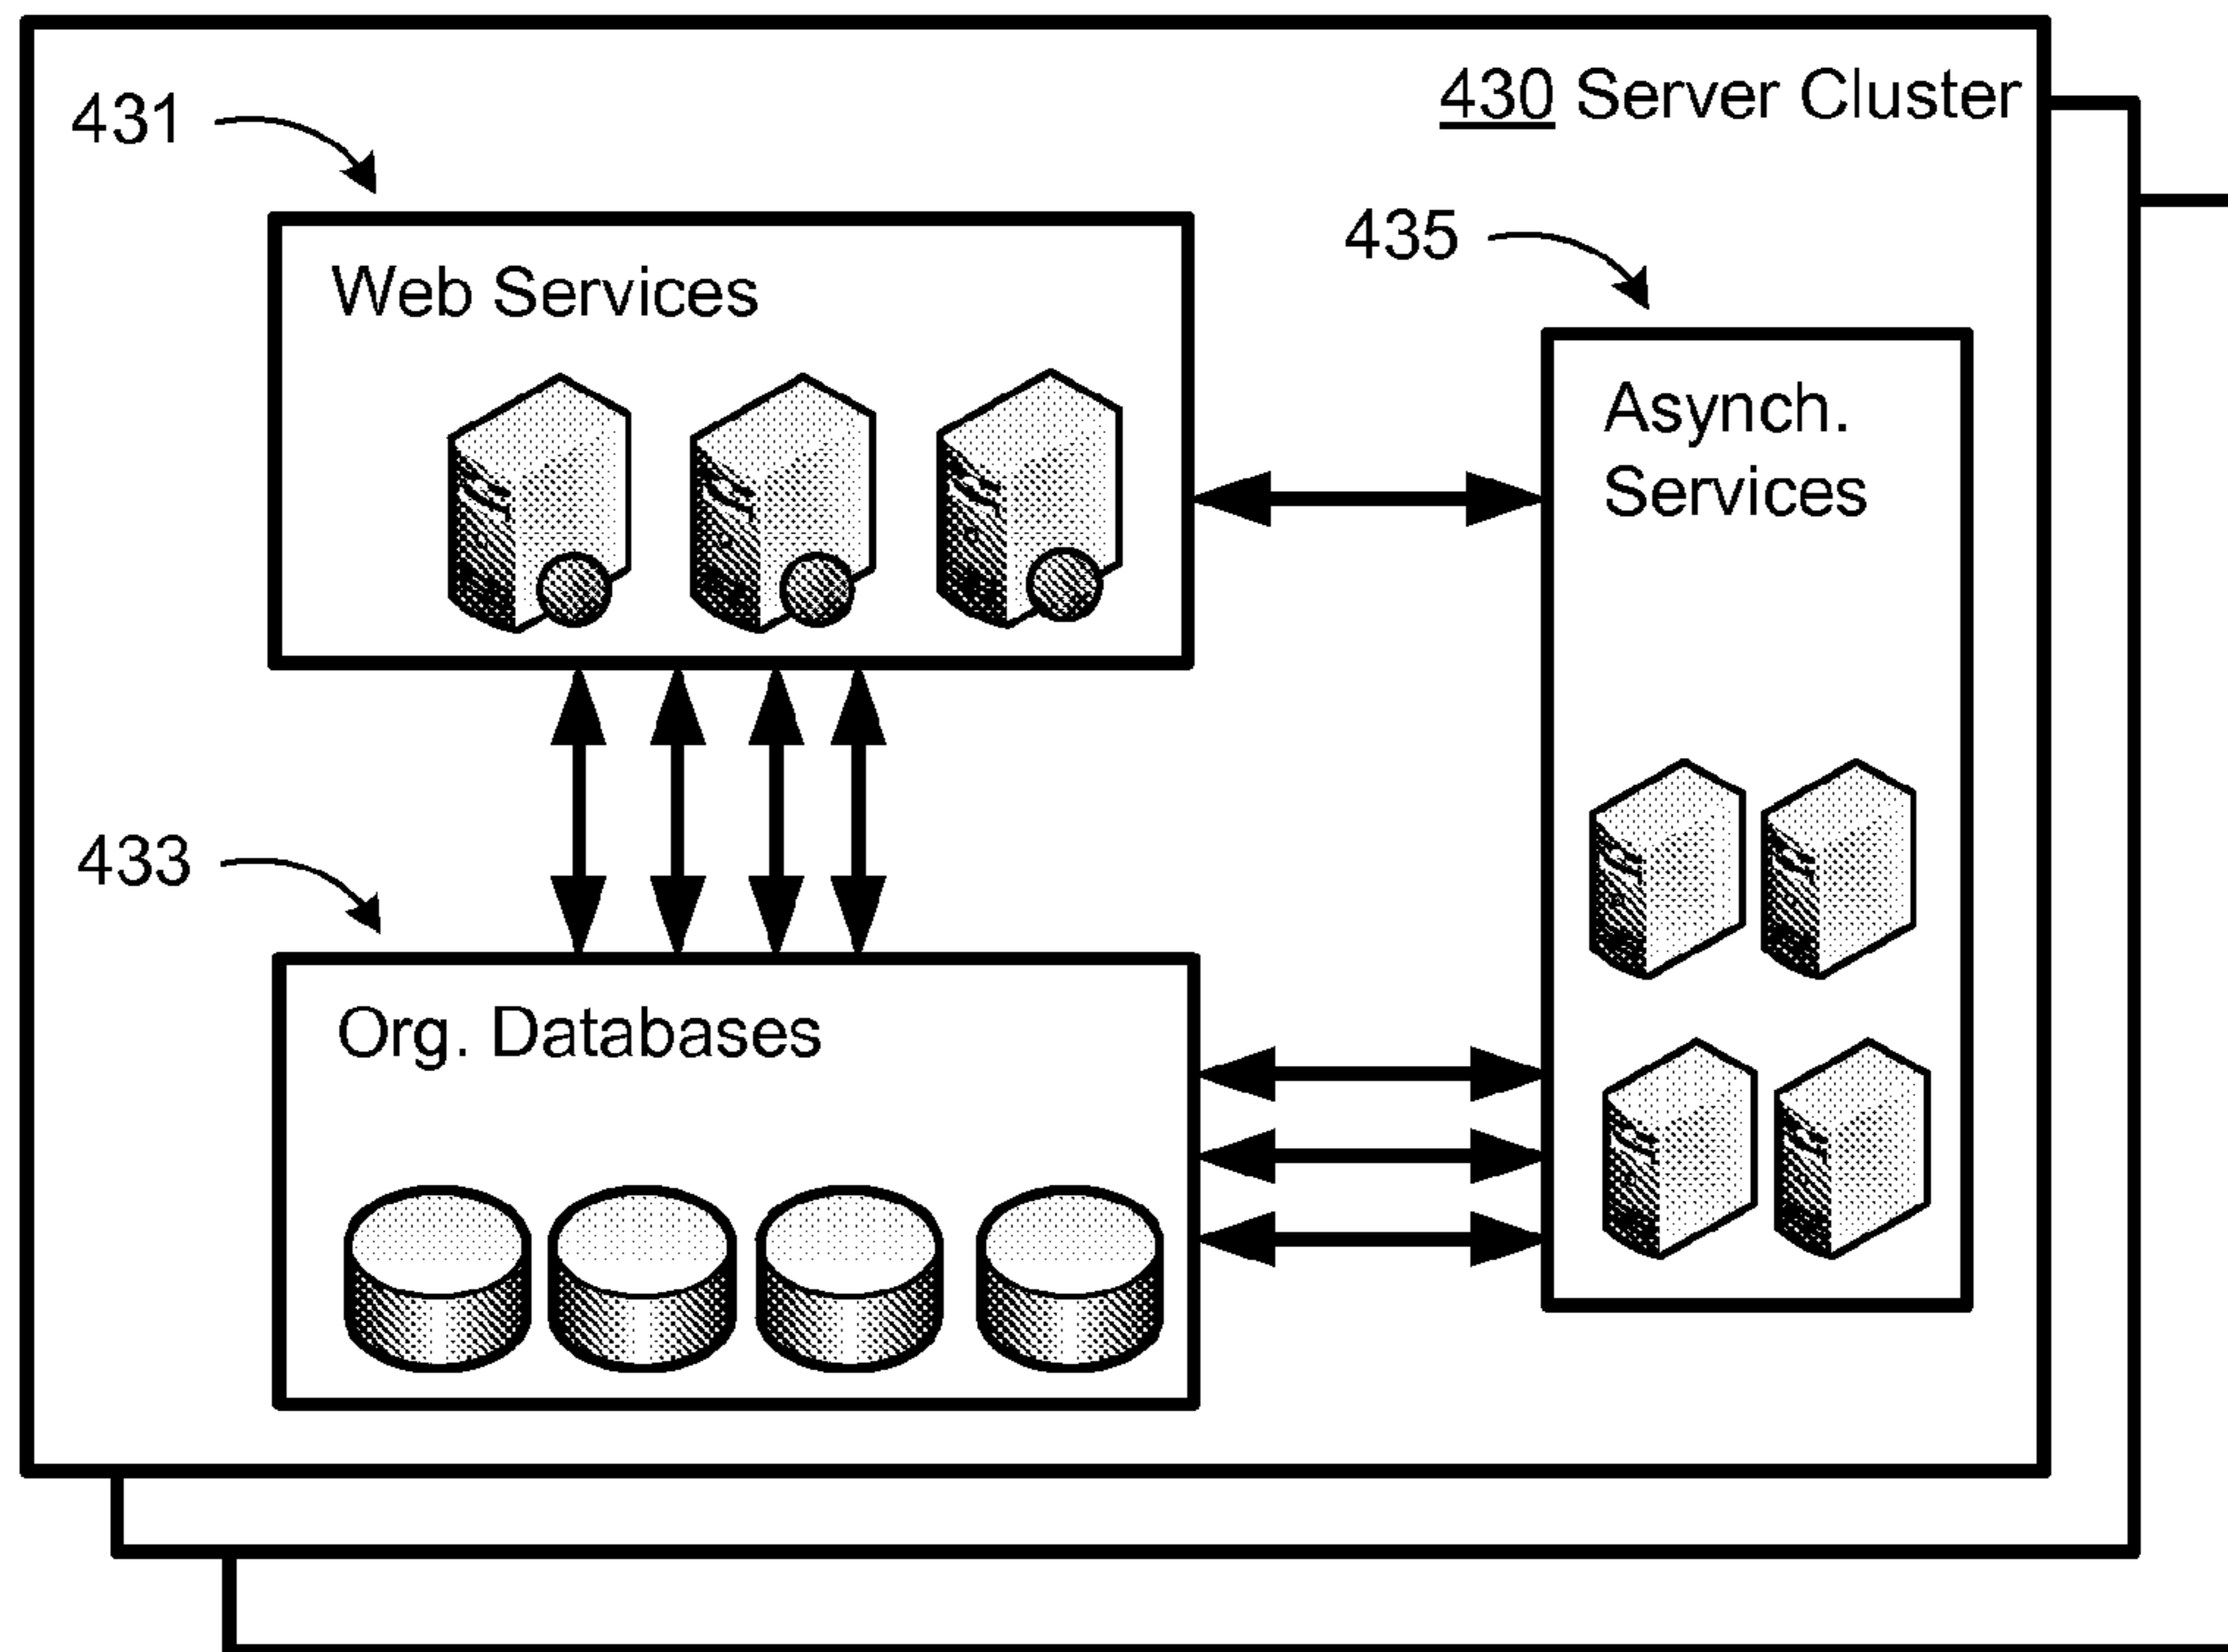 430 Server Cluster
431
435
Web Services
Asynch.
Services
433
Org. Databases